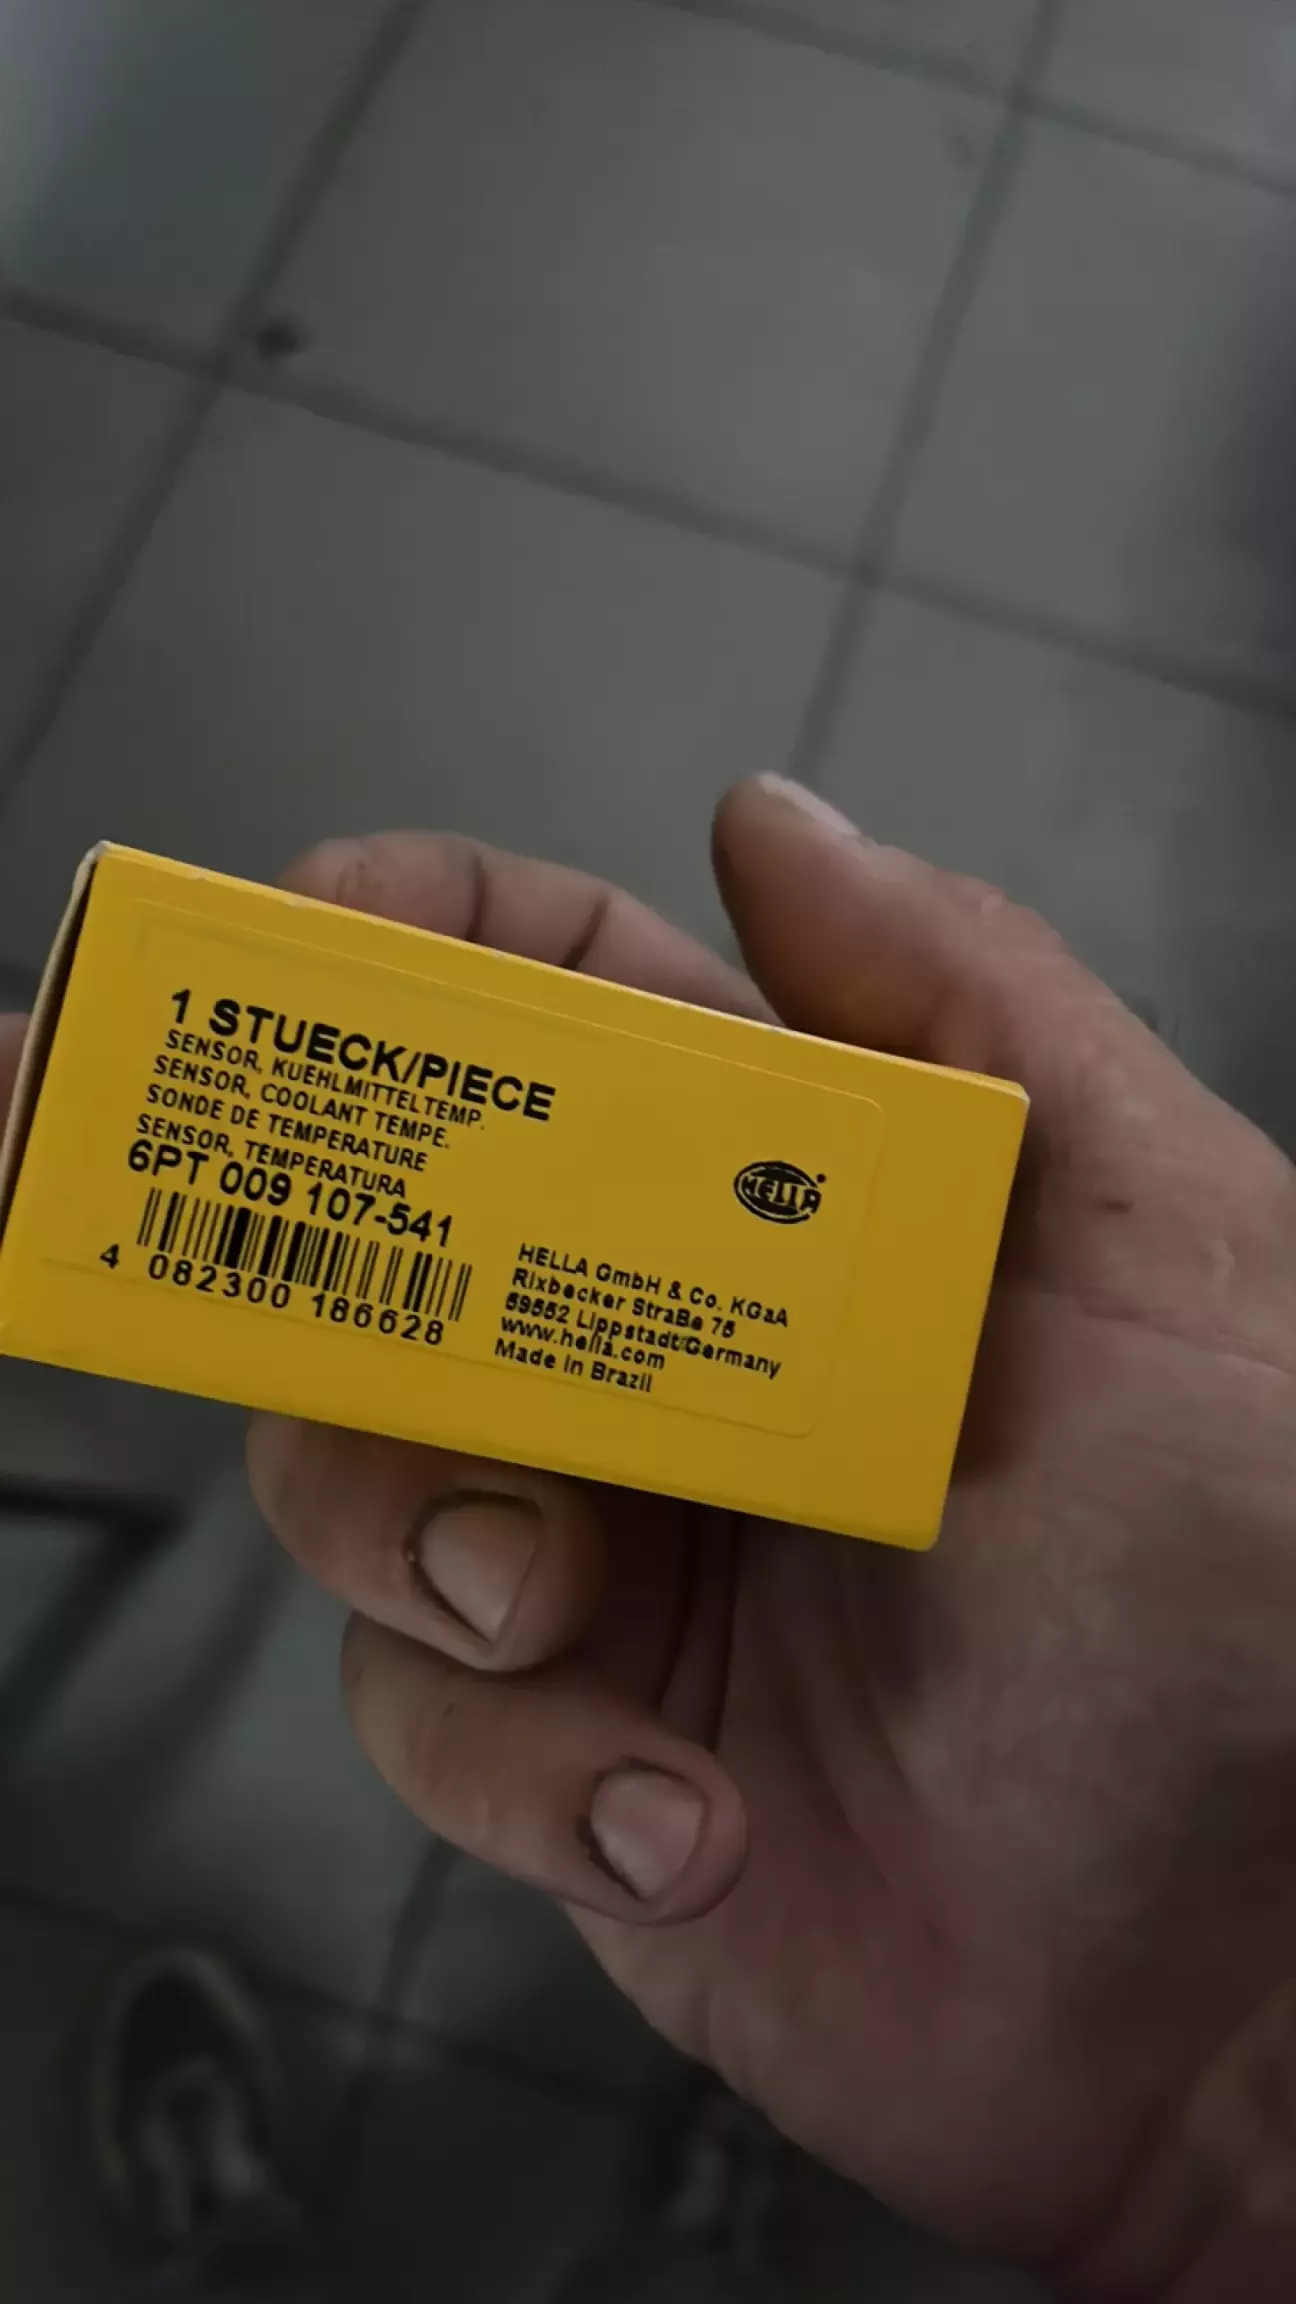 1 STUECK/PIECE
SENSOR, KUEHLMITTELTEMP.
SENSOR, COOLANT TEMPE.
SONDE DE TEMPERATURE
SENSOR, TEMPERATURA
6PT 009 107-541
4 082300 186628
HELLA
HELLA GmbH & Co. KGaA
Rixbecker StraBe 75
59552 Lippstadt/Germany
www.hella.com
Made in Brazil